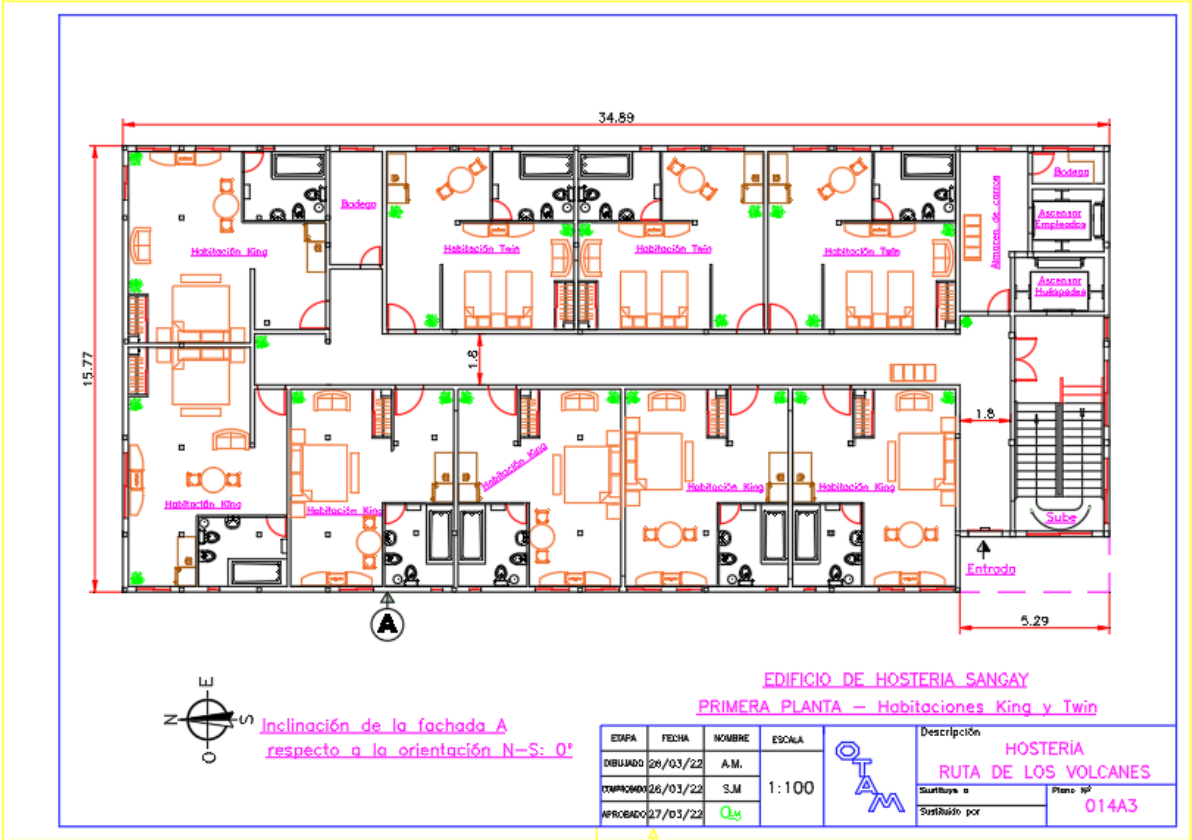 34.89
15.77
Bodega
Bodega
Ascensor
Empleados
Almacen de carros
Habitación King
Habitación Twin
Habitación Twin
Habitación Twin
Ascensor
Huéspedes
1.8
1.8
Habitación King
Habitación King
Habitación King
Habitación King
Habitación King
Sube
Entrada
A
5.29
E
N
S
O
Inclinación de la fachada A
respecto a la orientación N-S: 0°
EDIFICIO DE HOSTERIA SANGAY
PRIMERA PLANTA – Habitaciones King y Twin
ETAPA FECHA NOMBRE ESCALA
DIBUJADO 26/03/22 A.M.
COMPROBADO 26/03/22 S.M
APROBADO 27/03/22
1:100
OTAM
Descripción
HOSTERÍA
RUTA DE LOS VOLCANES
Sustituye a
Sustituido por
Plano Nº
014A3